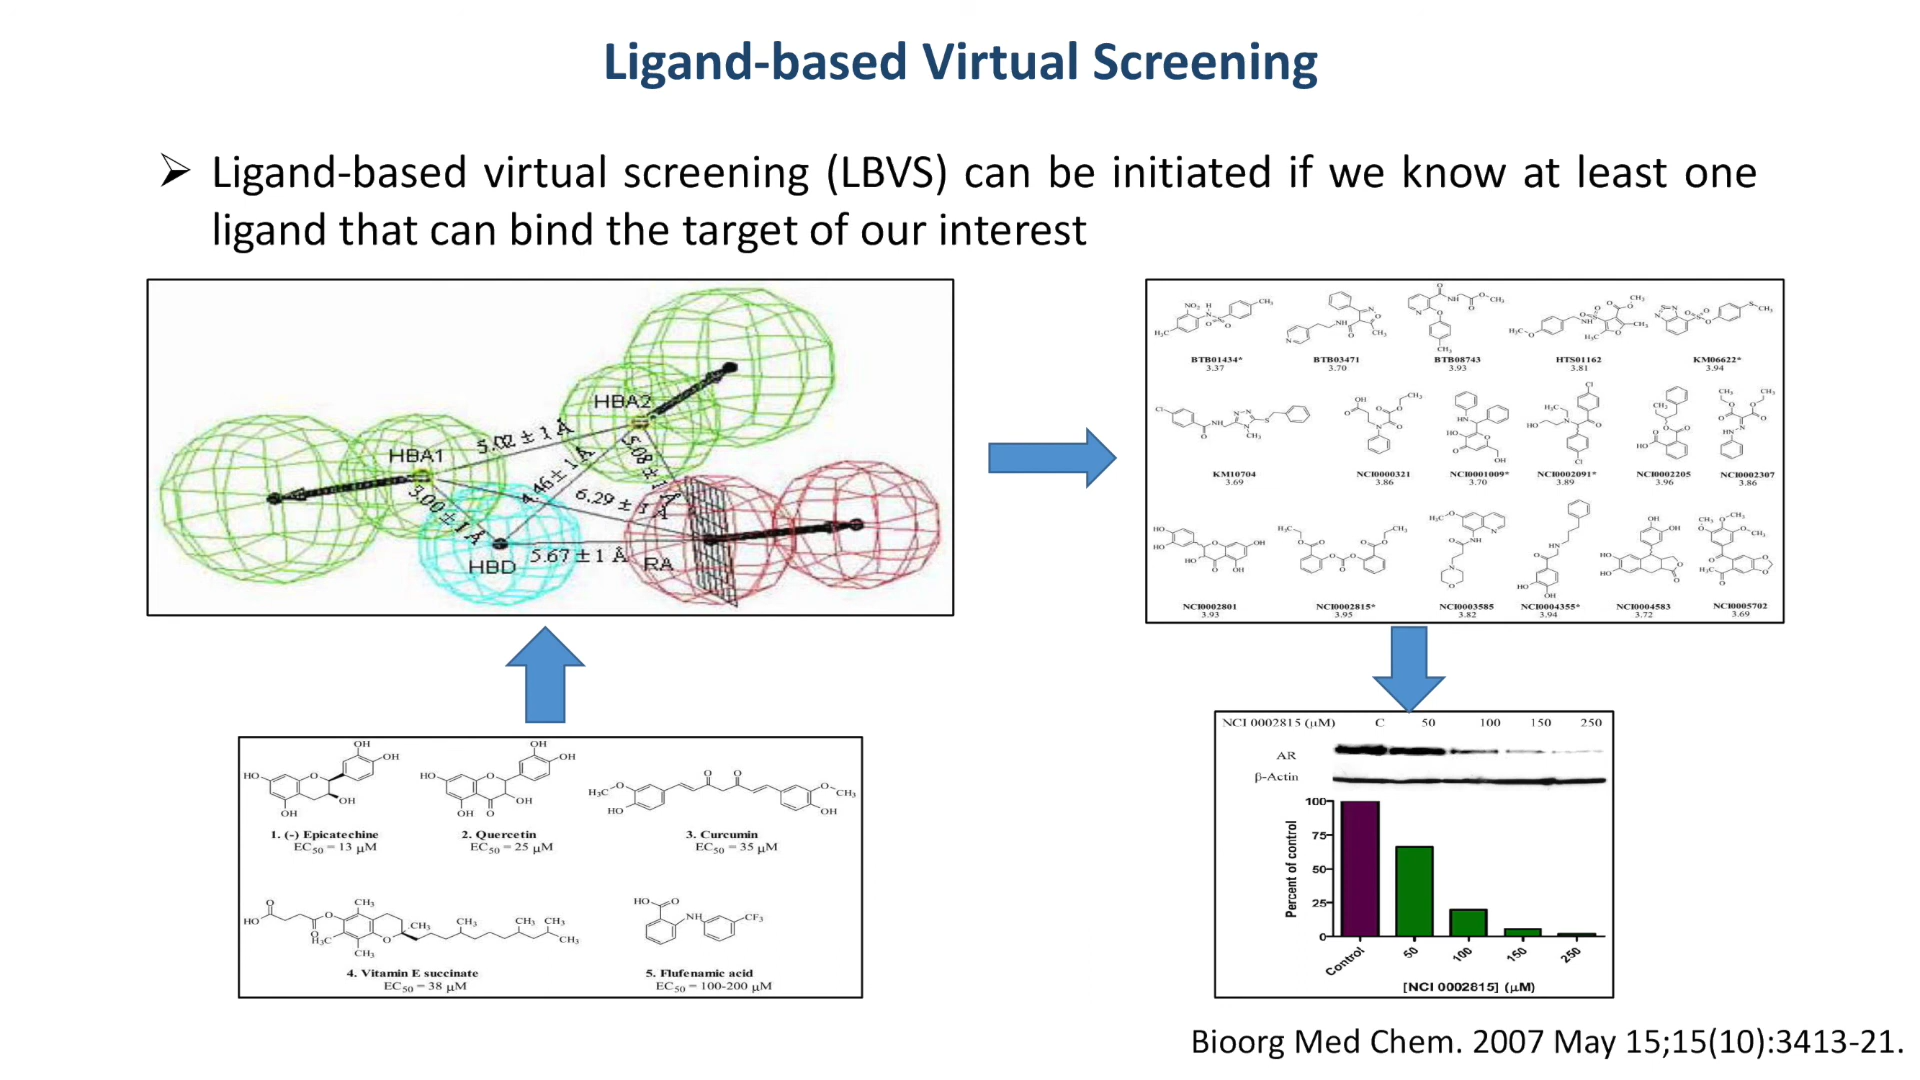 Ligand-based Virtual Screening
➢ Ligand-based virtual screening (LBVS) can be initiated if we know at least one
ligand that can bind the target of our interest
HBA2
HBA1
HBD
RA
5.02 ± 1 Å
4.46 ± 1 Å
5.08 ± 1 Å
3.00 ± 1 Å
6.29 ± 1 Å
5.67 ± 1 Å
BTB01434* BTB03471 BTB08743 HTS01162 KM06622*
3.37 3.70 3.93 3.81 3.94
KM10704 NCI0000321 NCI0001009* NCI0002091* NCI0002205 NCI0002307
3.69 3.86 3.70 3.89 3.96 3.86
NCI0002801 NCI0002815* NCI0003585 NCI0004355* NCI0004583 NCI0005702
3.93 3.95 3.82 3.94 3.72 3.69
1. (-) Epicatechine 2. Quercetin 3. Curcumin
EC50 = 13 µM EC50 = 25 µM EC50 = 35 µM
4. Vitamin E succinate 5. Flufenamic acid
EC50 = 38 µM EC50 = 100-200 µM
NCI 0002815 (µM) C 50 100 150 250
AR
β-Actin
Percent of control
100
75
50
25
0
Control 50 100 150 250
[NCI 0002815] (µM)
Bioorg Med Chem. 2007 May 15;15(10):3413-21.